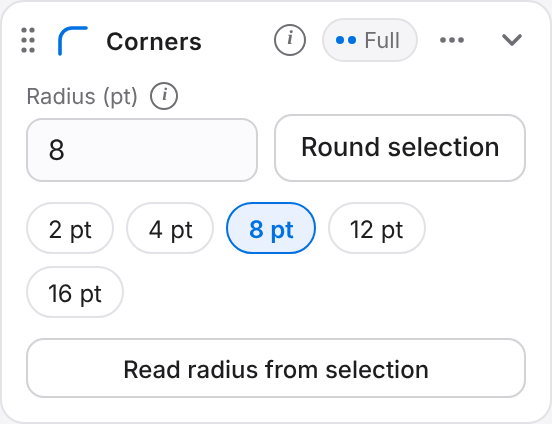 Corners
i
Full
Radius (pt)
i
8
Round selection
2 pt
4 pt
8 pt
12 pt
16 pt
Read radius from selection